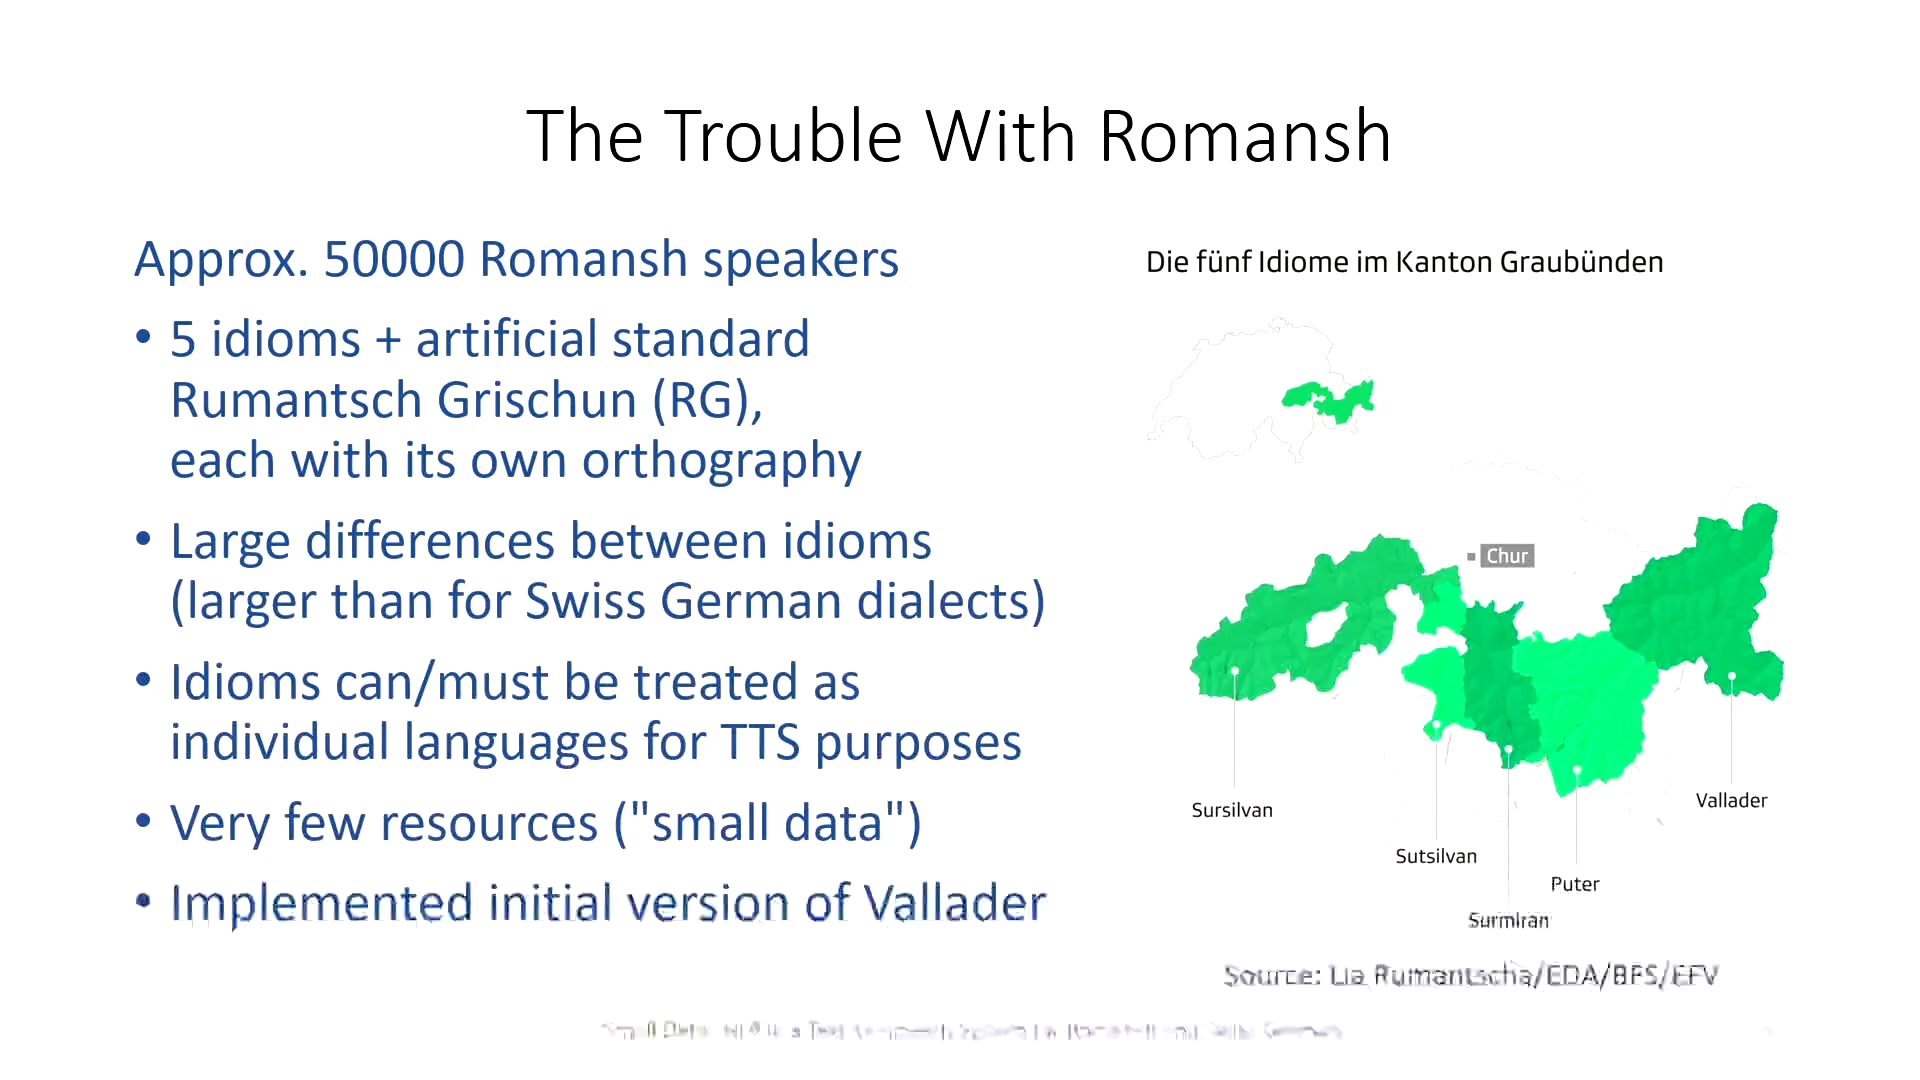 The Trouble With Romansh
Approx. 50000 Romansh speakers
• 5 idioms + artificial standard
Rumantsch Grischun (RG),
each with its own orthography
• Large differences between idioms
(larger than for Swiss German dialects)
• Idioms can/must be treated as
individual languages for TTS purposes
• Very few resources ("small data")
• Implemented initial version of Vallader
Die fünf Idiome im Kanton Graubünden
Chur
Sursilvan
Vallader
Sutsilvan
Puter
Surmiran
Source: Lia Rumantscha/EDA/BFS/EFV